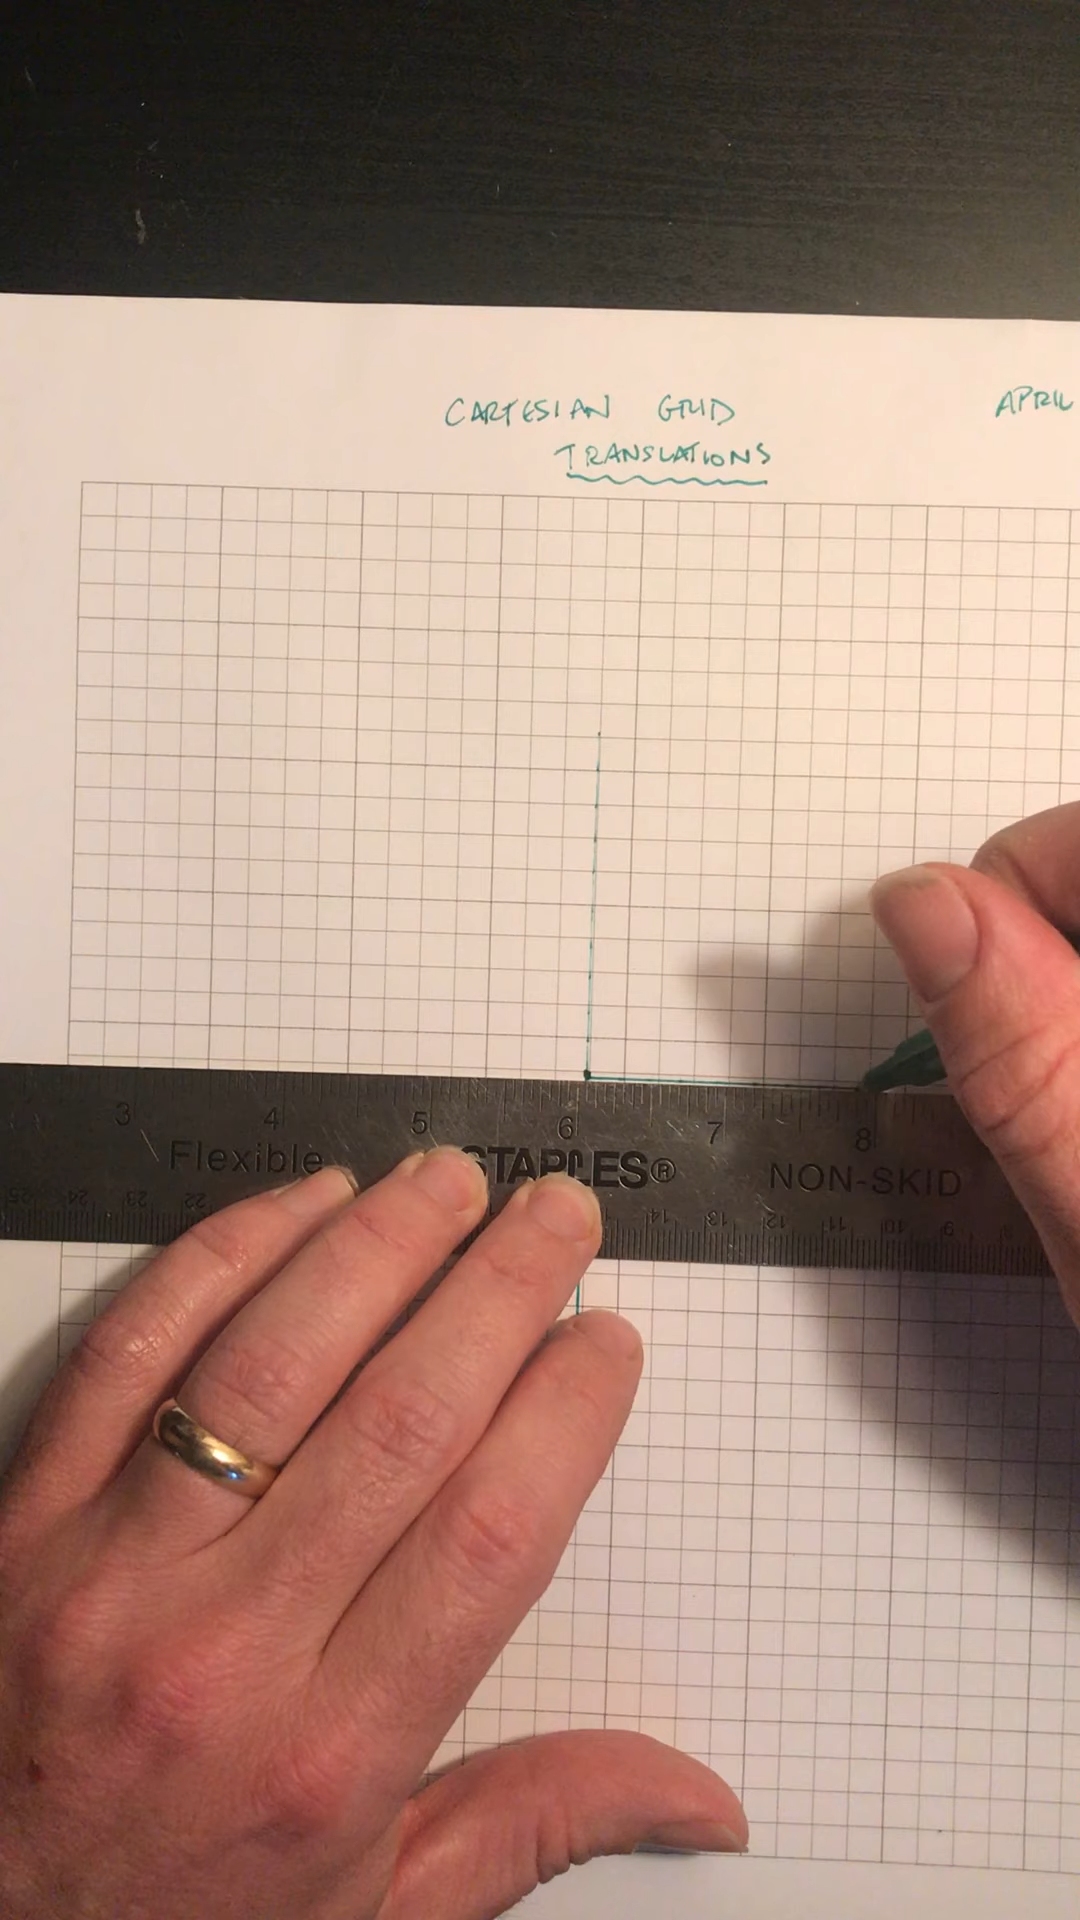 CARTESIAN GRID APRIL
TRANSLATIONS
3 4 5 6 7 8
Flexible STAPLES® NON-SKID
25 24 23 22 14 13 12 11 10 9 8